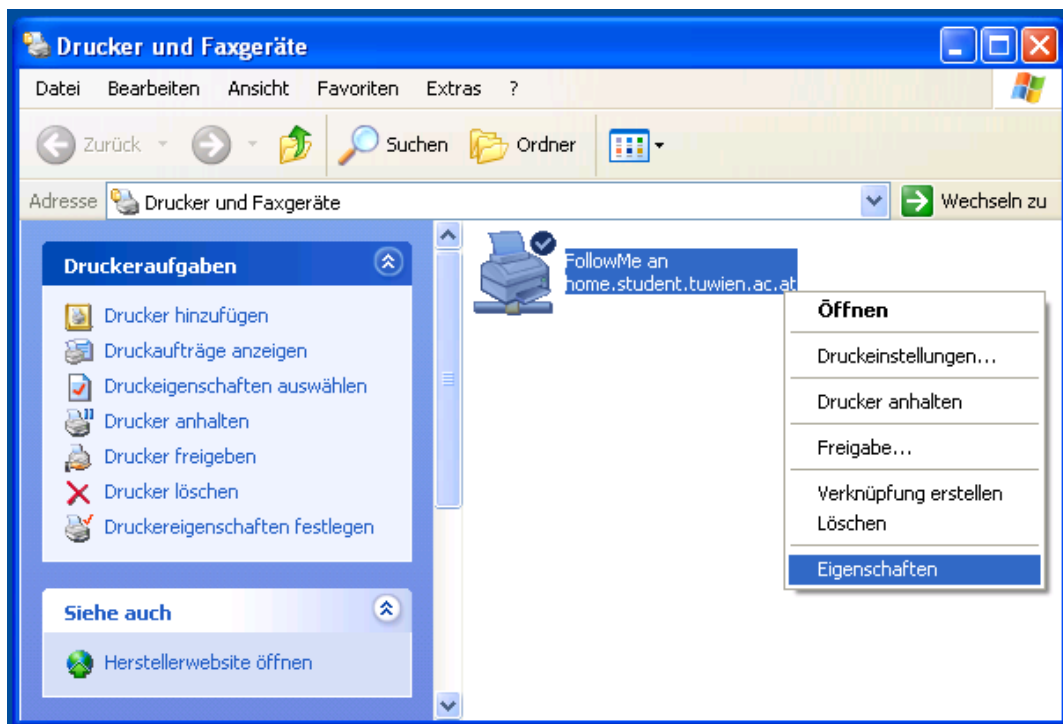 Drucker und Faxgeräte
Datei Bearbeiten Ansicht Favoriten Extras ?
Zurück Suchen Ordner
Adresse Drucker und Faxgeräte Wechseln zu
Druckeraufgaben
Drucker hinzufügen
Druckaufträge anzeigen
Druckeigenschaften auswählen
Drucker anhalten
Drucker freigeben
Drucker löschen
Druckereigenschaften festlegen
Siehe auch
Herstellerwebsite öffnen
FollowMe an
home.student.tuwien.ac.at
Öffnen
Druckeinstellungen...
Drucker anhalten
Freigabe...
Verknüpfung erstellen
Löschen
Eigenschaften